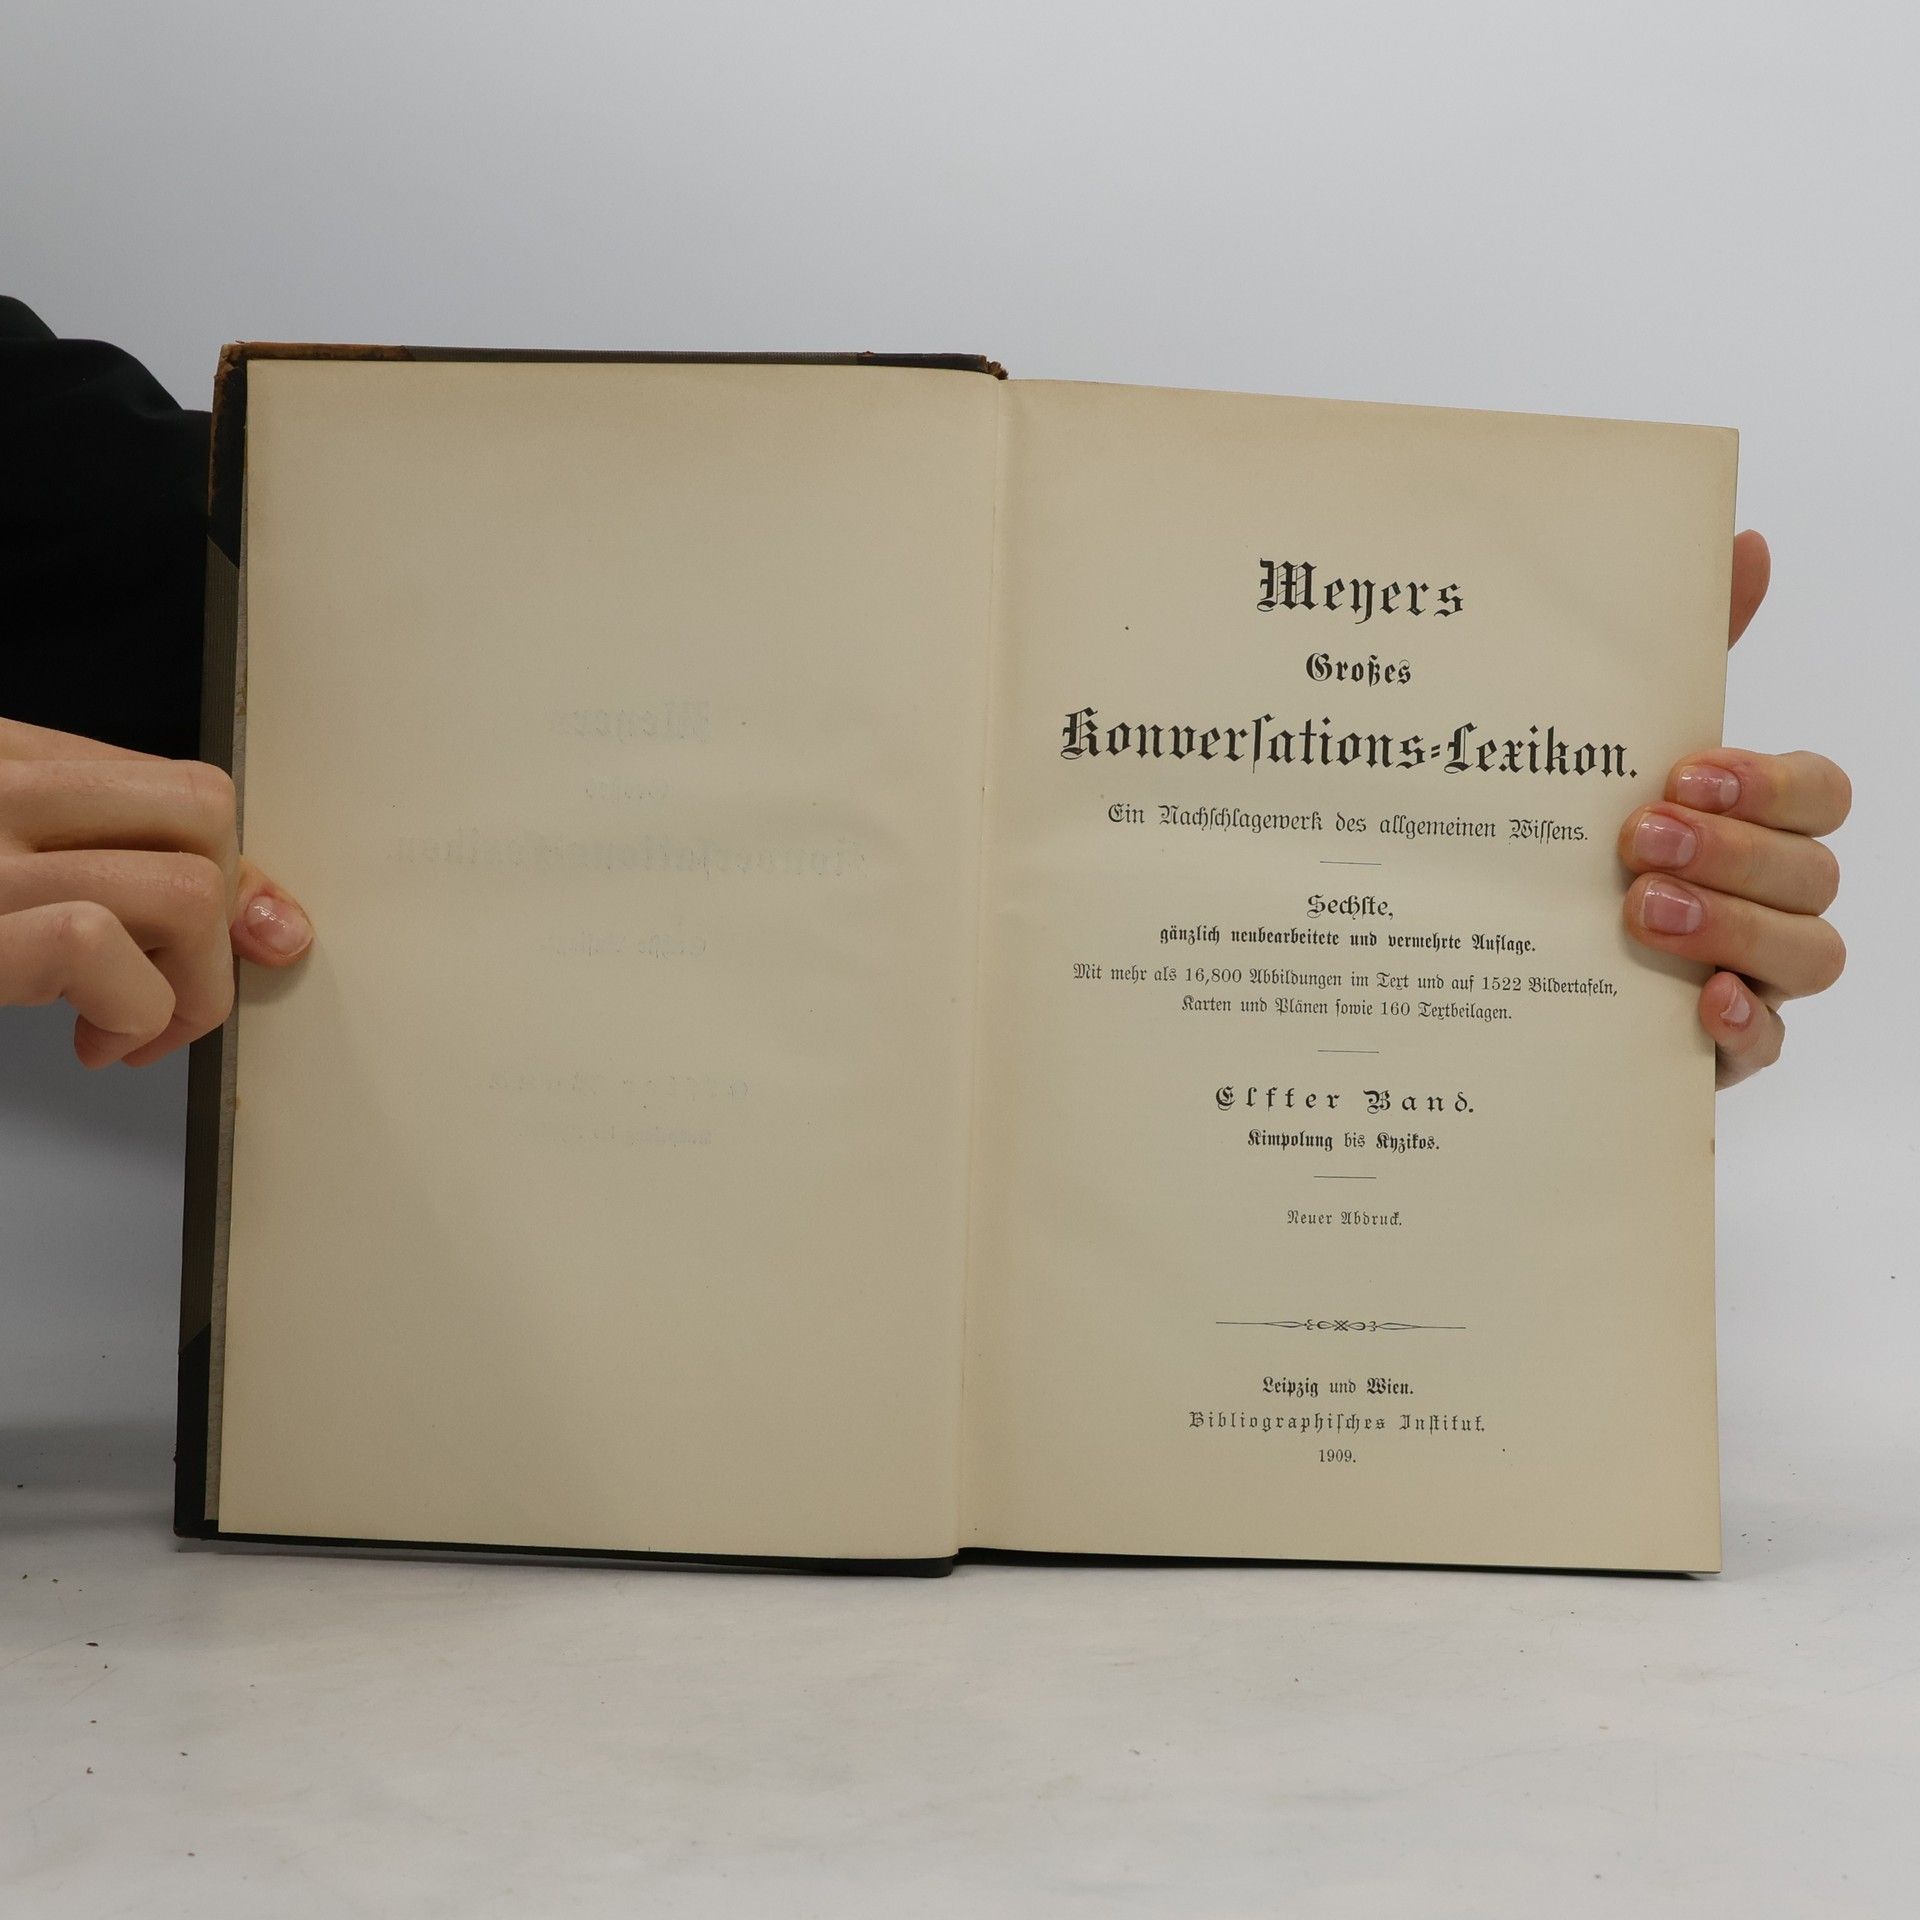 Meyers
Großes
Konverſations-Lexikon.
Ein Nachſchlagewerk des allgemeinen Wiſſens.
Sechſte,
gänzlich neubearbeitete und vermehrte Auflage.
Mit mehr als 16,800 Abbildungen im Text und auf 1522 Bildertafeln,
Karten und Plänen ſowie 160 Textbeilagen.
Elfter Band.
Kimpolung bis Kyzikos.
Neuer Abdruck.
Leipzig und Wien.
Bibliographiſches Inſtitut.
1909.